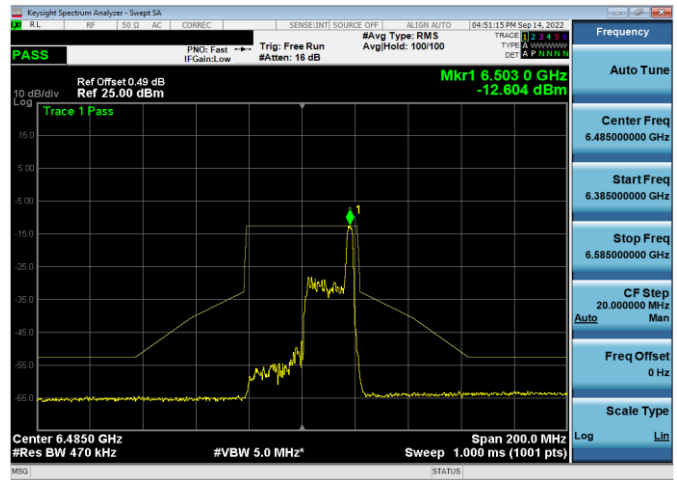 Keysight Spectrum Analyzer - Swept SA
RL RF 50 Ω AC CORREC SENSE:INT SOURCE OFF ALIGN AUTO 04:51:15 PM Sep 14, 2022
#Avg Type: RMS TRACE 1 2 3 4 5 6
PNO: Fast Trig: Free Run Avg|Hold: 100/100 TYPE A WWWWW
PASS IFGain:Low #Atten: 16 dB DET A P N N N N
Mkr1 6.503 0 GHz
Ref Offset 0.49 dB
10 dB/div Ref 25.00 dBm -12.604 dBm
Log
Trace 1 Pass
15.0
5.00
-5.00
1
-15.0
-25.0
-35.0
-45.0
-55.0
-65.0
Center 6.4850 GHz Span 200.0 MHz
#Res BW 470 kHz #VBW 5.0 MHz* Sweep 1.000 ms (1001 pts)
MSG STATUS
Frequency
Auto Tune
Center Freq
6.485000000 GHz
Start Freq
6.385000000 GHz
Stop Freq
6.585000000 GHz
CF Step
20.000000 MHz
Auto Man
Freq Offset
0 Hz
Scale Type
Log Lin